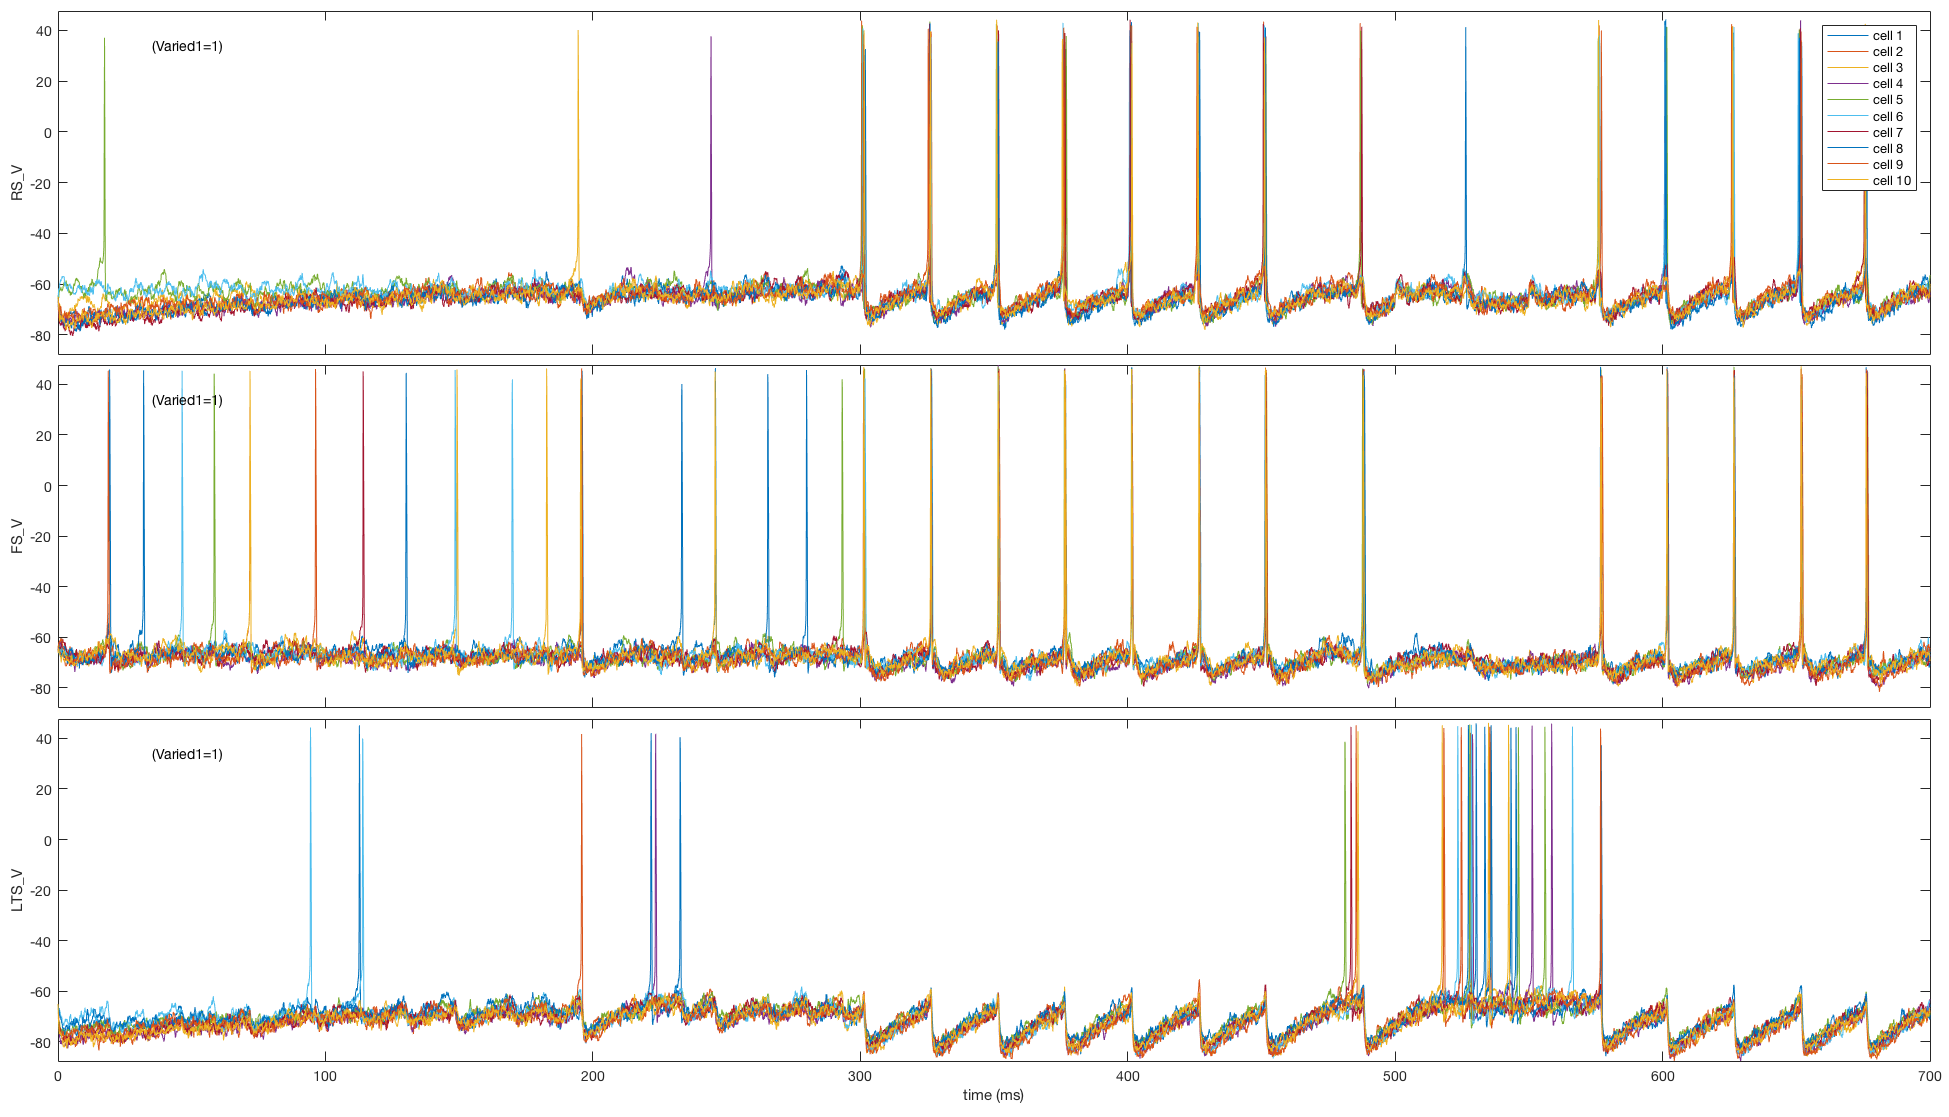 RS_V
40
20
0
-20
-40
-60
-80
(Varied1=1)
cell 1
cell 2
cell 3
cell 4
cell 5
cell 6
cell 7
cell 8
cell 9
cell 10
FS_V
40
20
0
-20
-40
-60
-80
(Varied1=1)
LTS_V
40
20
0
-20
-40
-60
-80
(Varied1=1)
0 100 200 300 400 500 600 700
time (ms)